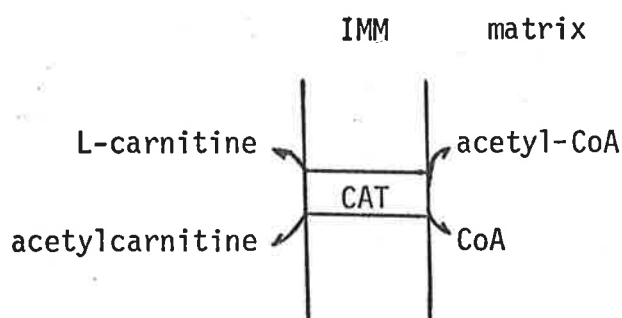 IMM matrix
L-carnitine acetyl-CoA
CAT
acetylcarnitine CoA